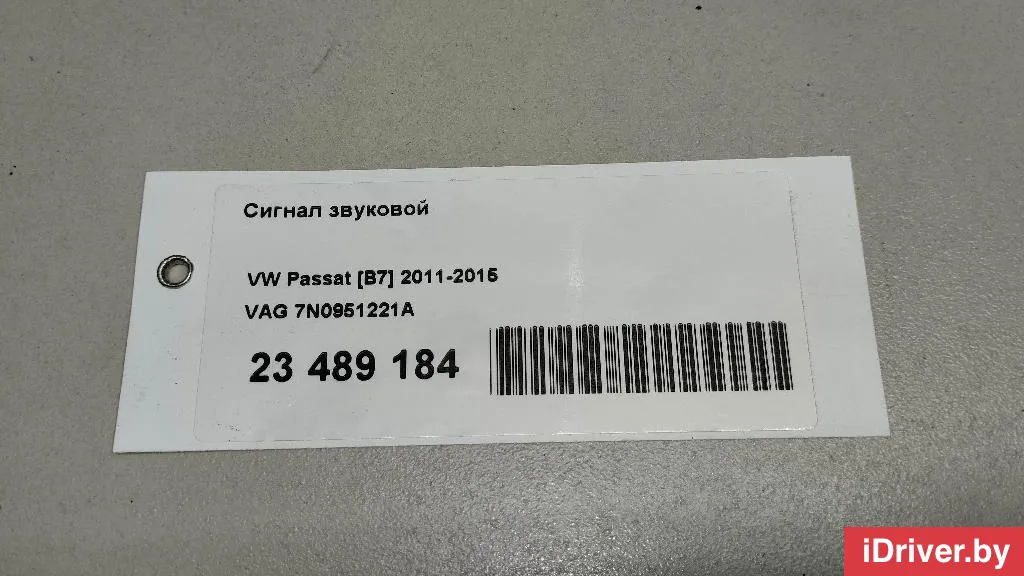 Сигнал звуковой
VW Passat [B7] 2011-2015
VAG 7N0951221A
23 489 184
iDriver.by